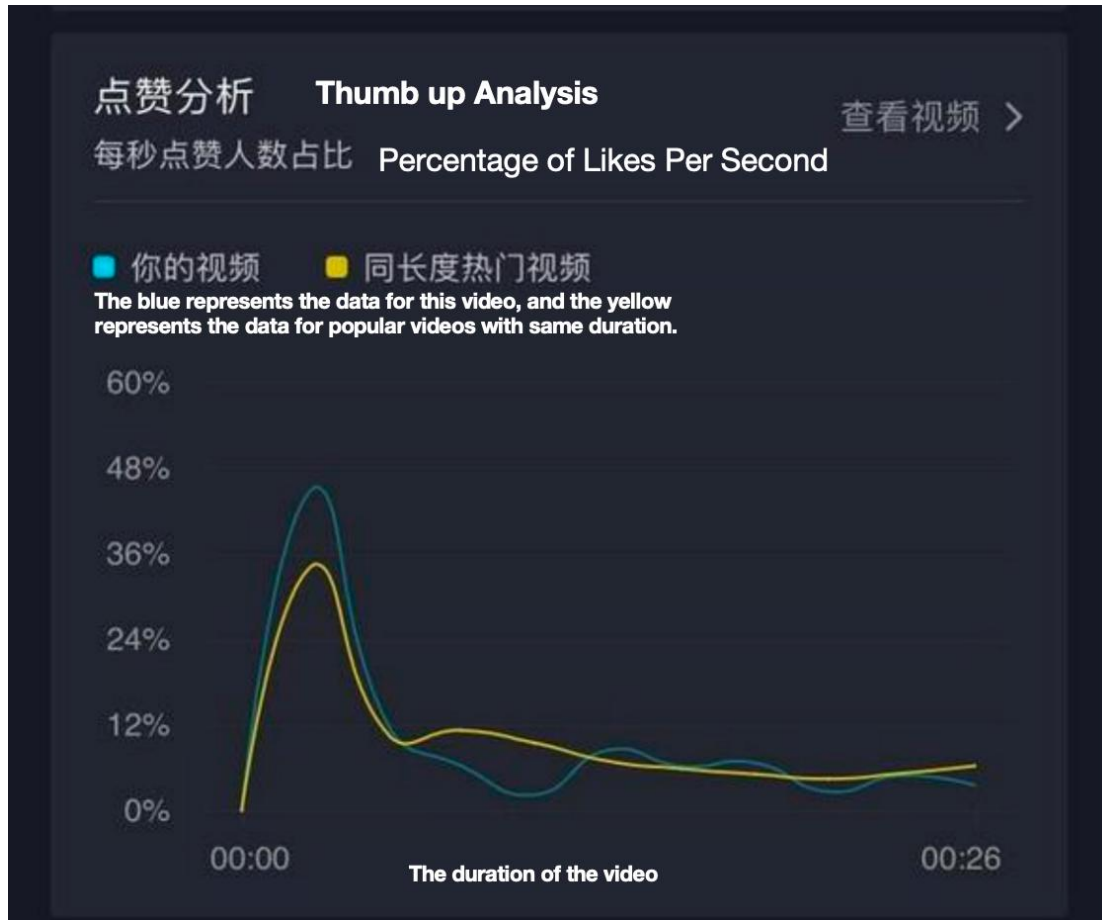 点赞分析 Thumb up Analysis
查看视频 >
每秒点赞人数占比 Percentage of Likes Per Second
你的视频 同长度热门视频
The blue represents the data for this video, and the yellow
represents the data for popular videos with same duration.
60%
48%
36%
24%
12%
0%
00:00 00:26
The duration of the video